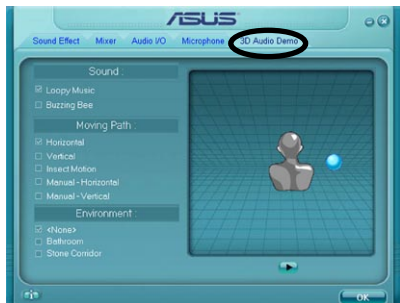 ASUS
Sound Effect Mixer Audio I/O Microphone 3D Audio Demo
Sound :
Loopy Music
Buzzing Bee
Moving Path :
Horizontal
Vertical
Insect Motion
Manual - Horizontal
Manual - Vertical
Environment :
<None>
Bathroom
Stone Corridor
OK